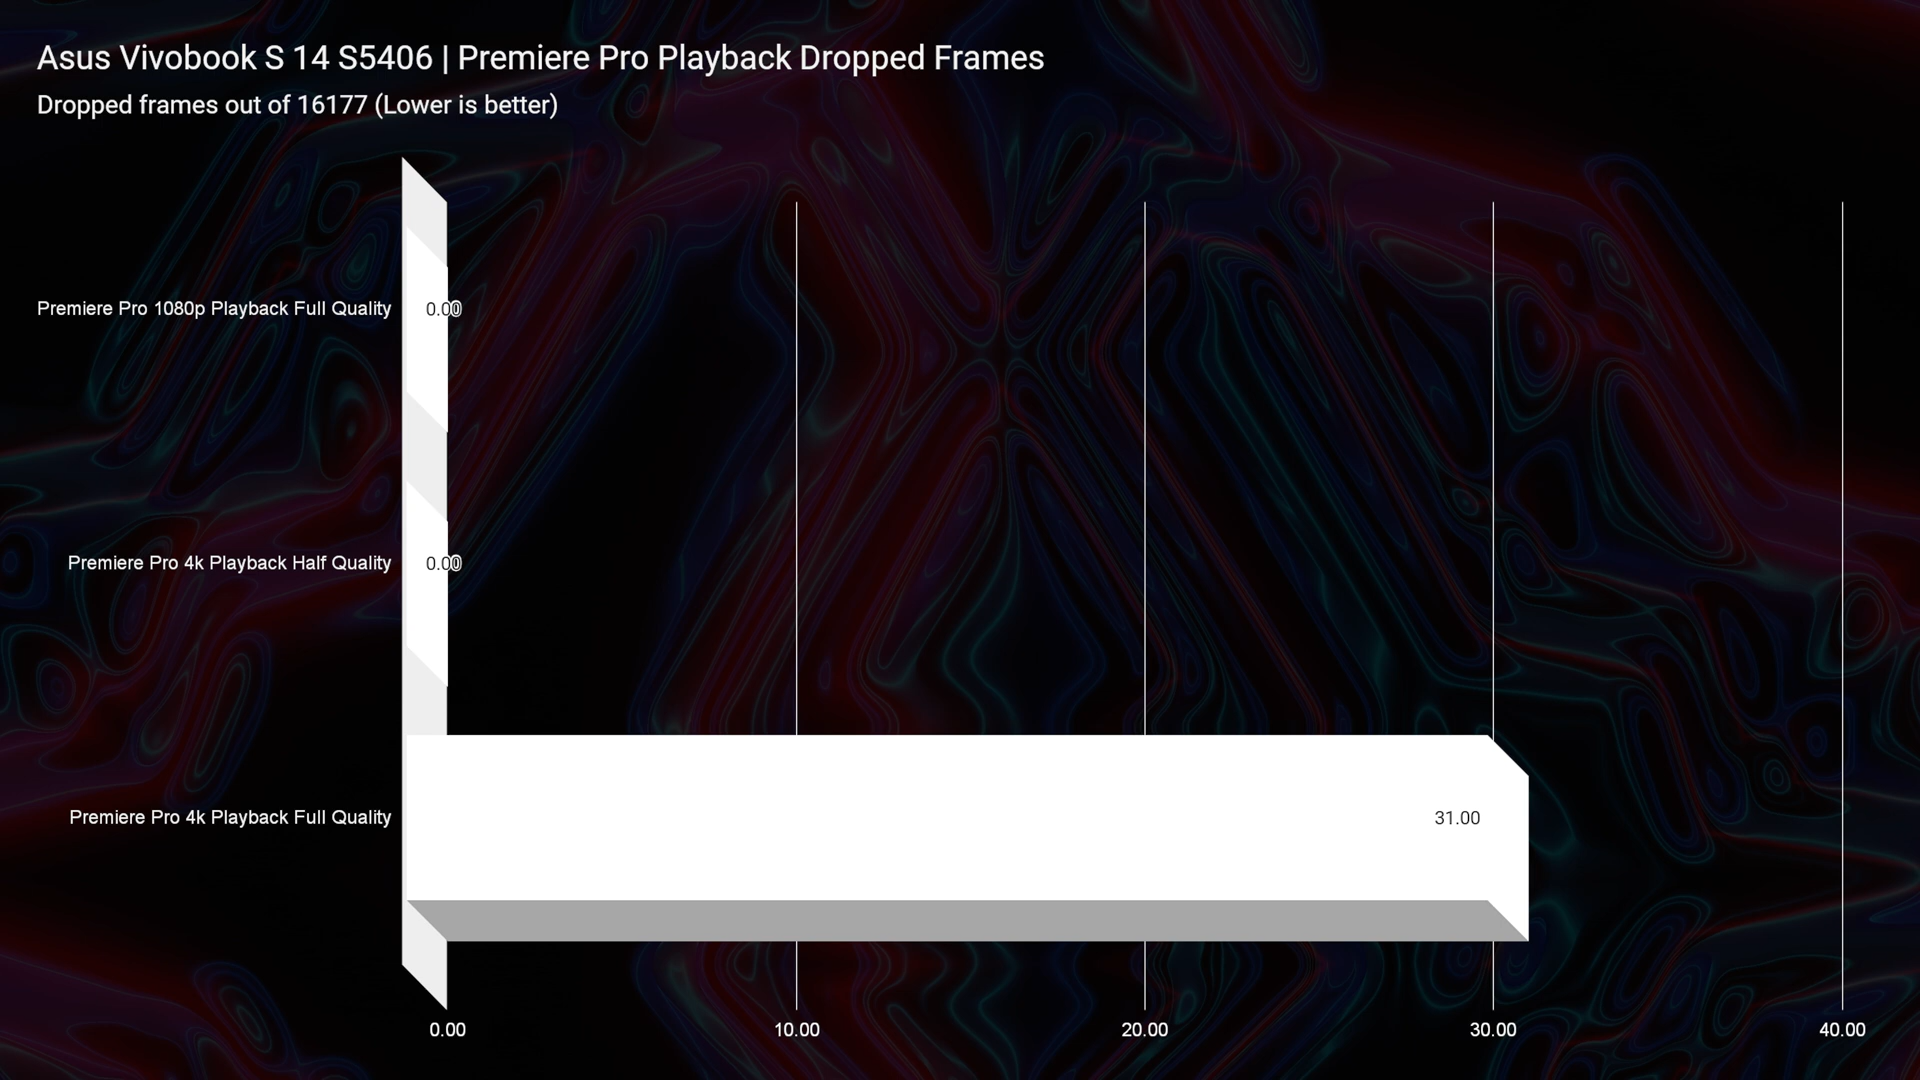 Asus Vivobook S 14 S5406 | Premiere Pro Playback Dropped Frames
Dropped frames out of 16177 (Lower is better)
Premiere Pro 1080p Playback Full Quality
0.00
Premiere Pro 4k Playback Half Quality
0.00
Premiere Pro 4k Playback Full Quality
31.00
0.00 10.00 20.00 30.00 40.00